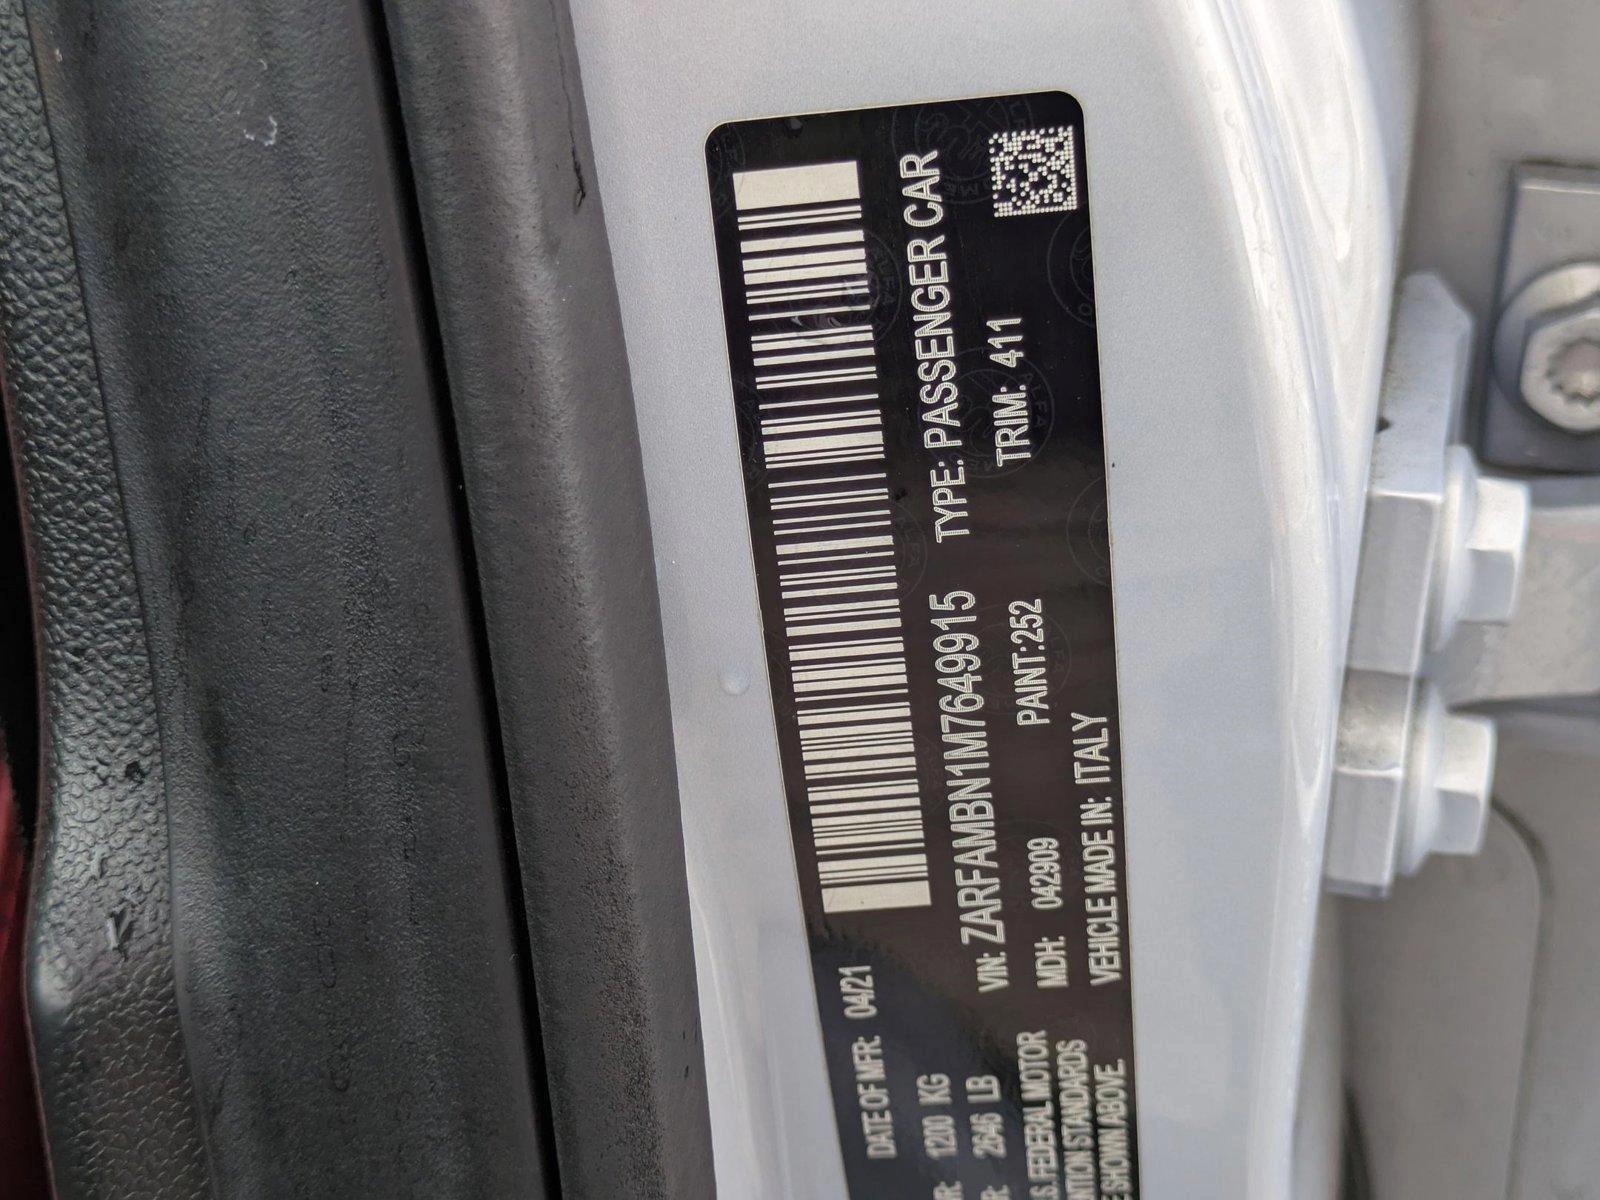 DATE OF MFR: 04/21
1200 KG
2646 LB
VIN: ZARFAMBN1M7649915 TYPE: PASSENGER CAR
MDH: 042909 PAINT:252 TRIM: 411
VEHICLE MADE IN: ITALY
FEDERAL MOTOR
STANDARDS
SHOWN ABOVE.